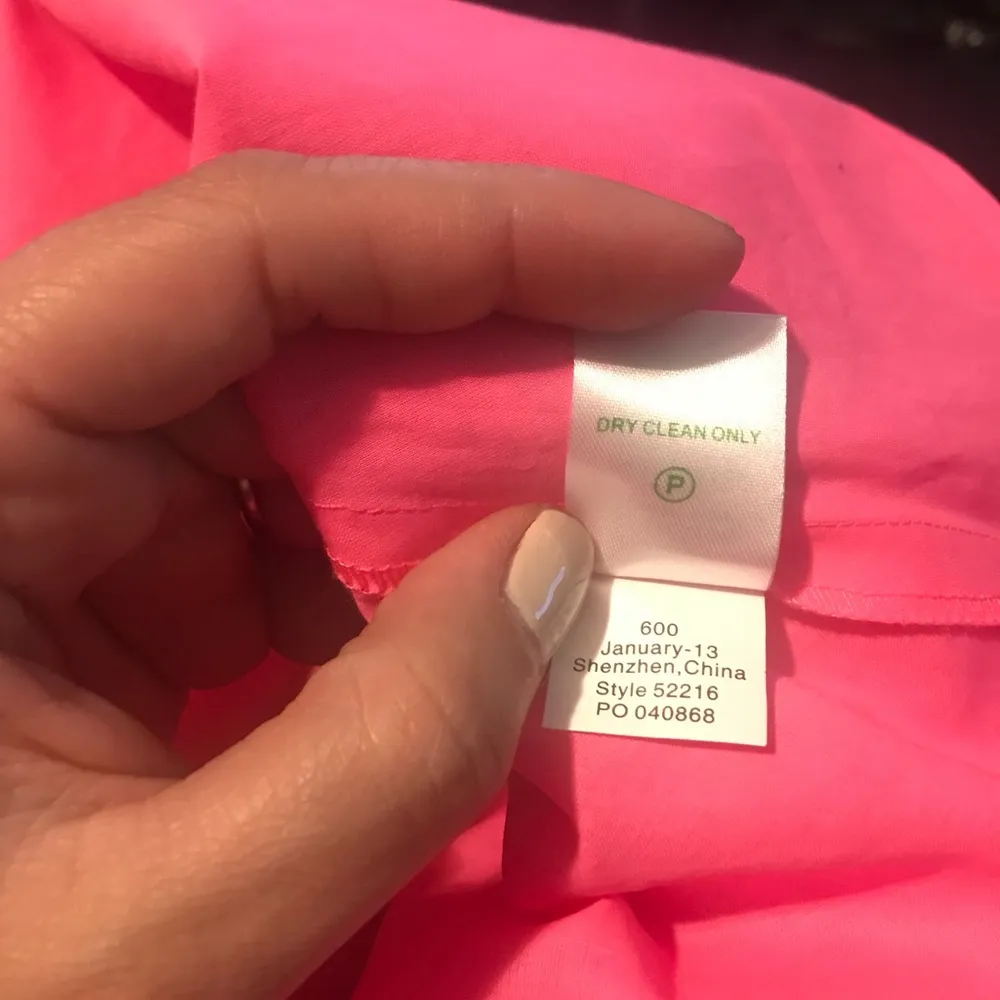 DRY CLEAN ONLY
P
600
January-13
Shenzhen,China
Style 52216
PO 040868